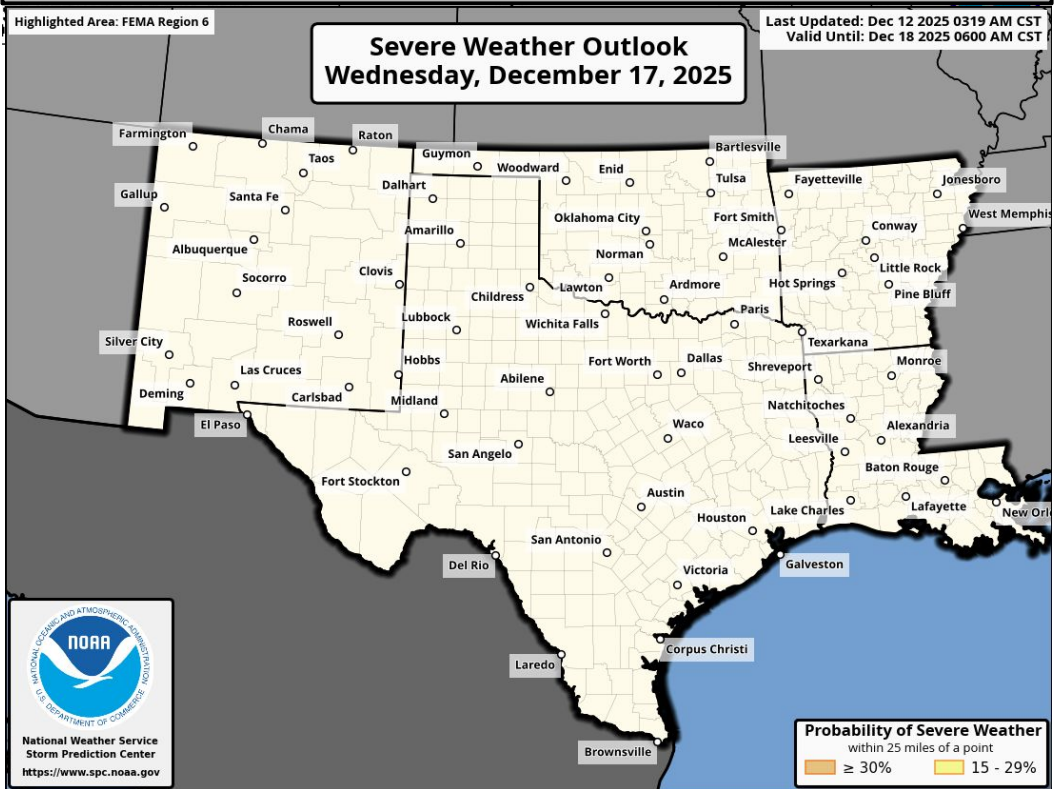 Highlighted Area: FEMA Region 6
Severe Weather Outlook
Wednesday, December 17, 2025
Last Updated: Dec 12 2025 0319 AM CST
Valid Until: Dec 18 2025 0600 AM CST
Farmington
Chama
Raton
Taos
Guymon
Woodward
Enid
Bartlesville
Tulsa
Fayetteville
Jonesboro
Gallup
Santa Fe
Dalhart
Oklahoma City
Fort Smith
West Memphis
Albuquerque
Amarillo
Norman
McAlester
Conway
Socorro
Clovis
Childress
Lawton
Ardmore
Hot Springs
Little Rock
Pine Bluff
Roswell
Lubbock
Wichita Falls
Paris
Texarkana
Silver City
Las Cruces
Hobbs
Abilene
Fort Worth
Dallas
Shreveport
Monroe
Deming
Carlsbad
Midland
El Paso
Waco
Natchitoches
Alexandria
Leesville
San Angelo
Fort Stockton
Baton Rouge
Austin
Houston
Lake Charles
Lafayette
New Orl
San Antonio
Del Rio
Galveston
Victoria
Laredo
Corpus Christi
Brownsville
NATIONAL OCEANIC AND ATMOSPHERIC ADMINISTRATION
NOAA
U.S. DEPARTMENT OF COMMERCE
National Weather Service
Storm Prediction Center
https://www.spc.noaa.gov
Probability of Severe Weather
within 25 miles of a point
≥ 30%
15 - 29%